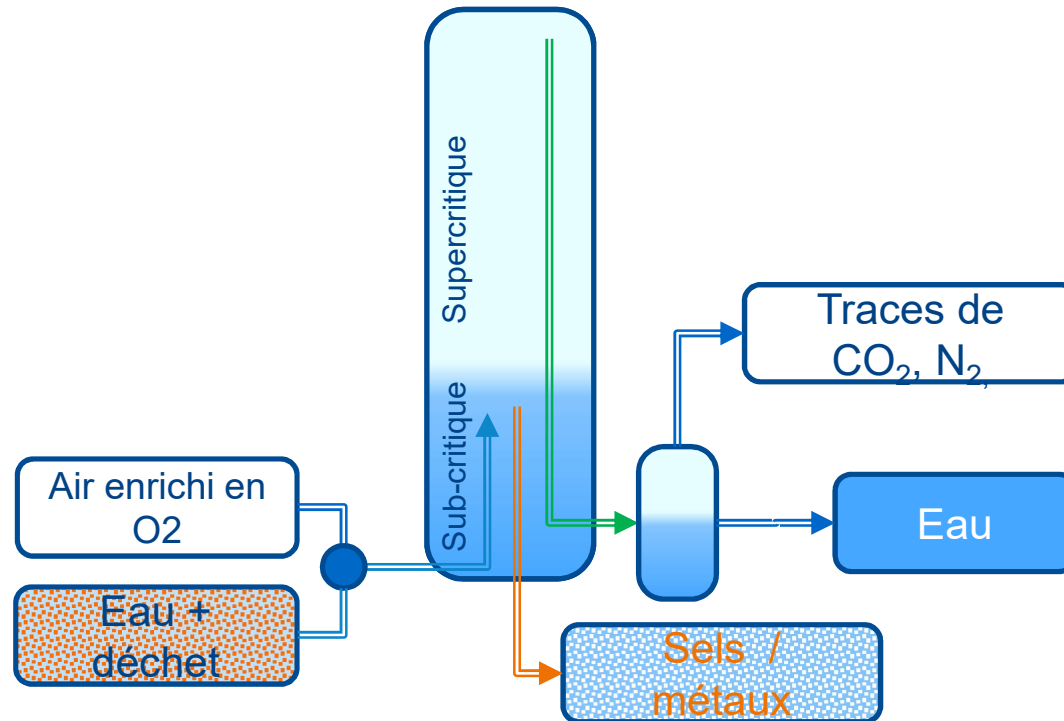 Supercritique
Sub-critique
Air enrichi en
O2
Eau +
déchet
Traces de
CO₂, N₂,
Eau
Sels /
métaux